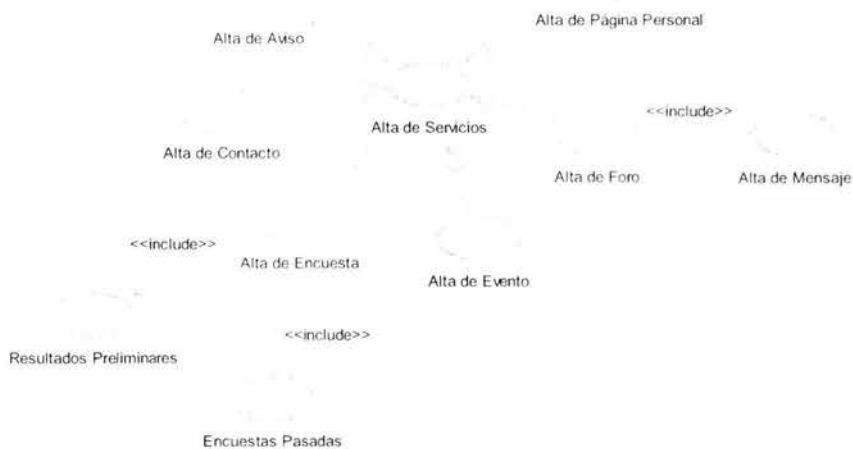 Alta de Página Personal
Alta de Aviso
<<include>>
Alta de Servicios
Alta de Contacto
Alta de Foro
Alta de Mensaje
<<include>>
Alta de Encuesta
Alta de Evento
<<include>>
Resultados Preliminares
Encuestas Pasadas